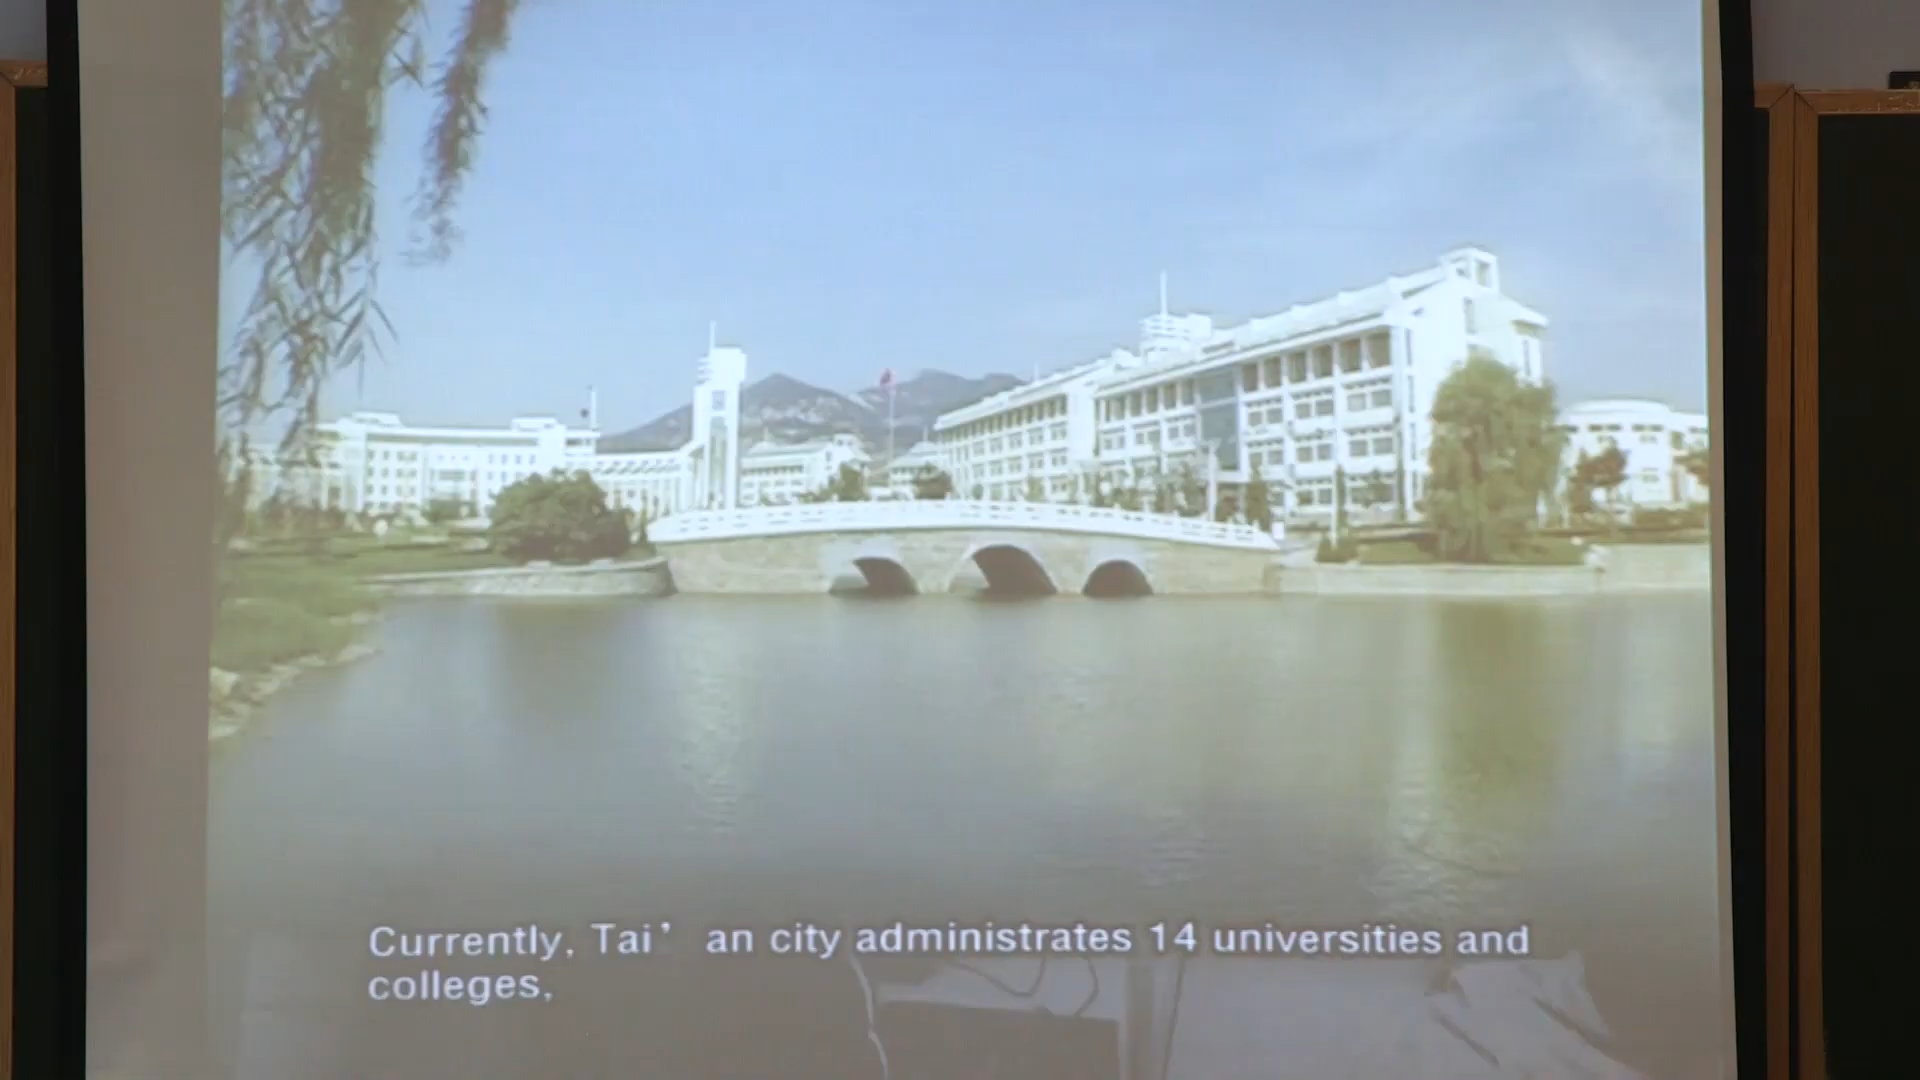 Currently, Tai’ an city administrates 14 universities and
colleges,